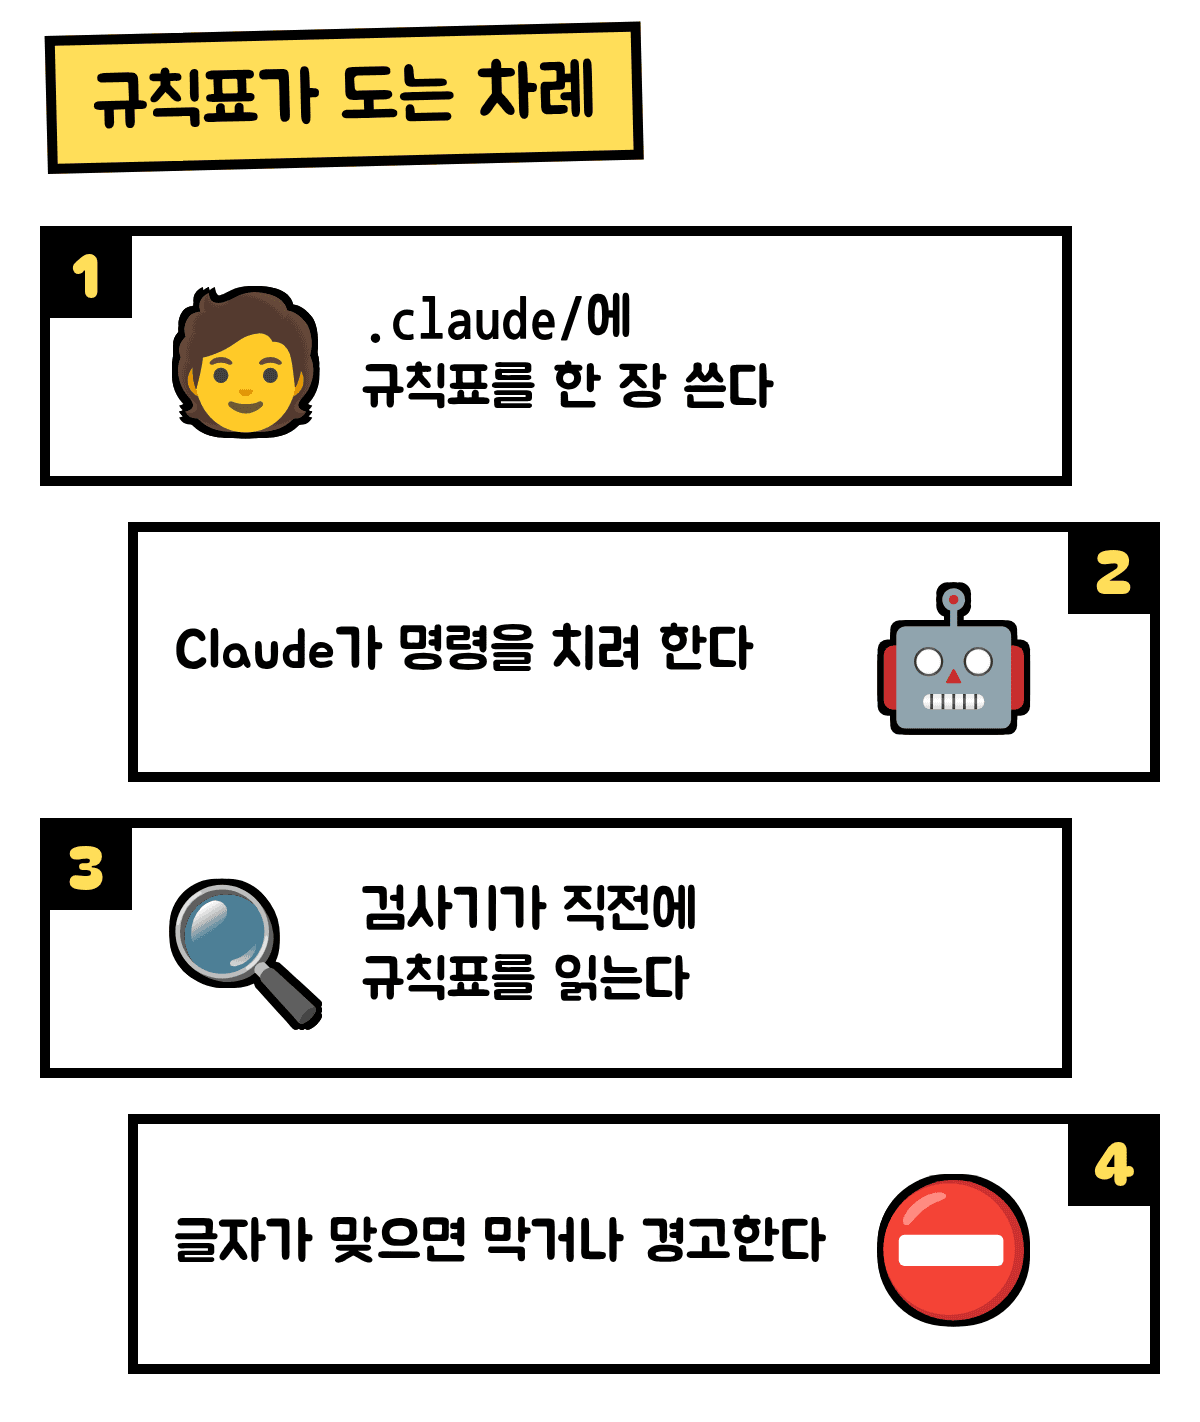 규칙표가 도는 차례
1
.claude/에
규칙표를 한 장 쓴다
2
Claude가 명령을 치려 한다
3
검사기가 직전에
규칙표를 읽는다
4
글자가 맞으면 막거나 경고한다